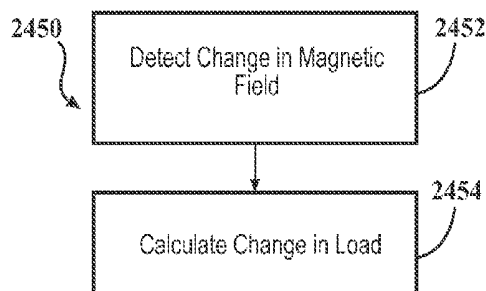 2450
Detect Change in Magnetic
Field
2452
2454
Calculate Change in Load